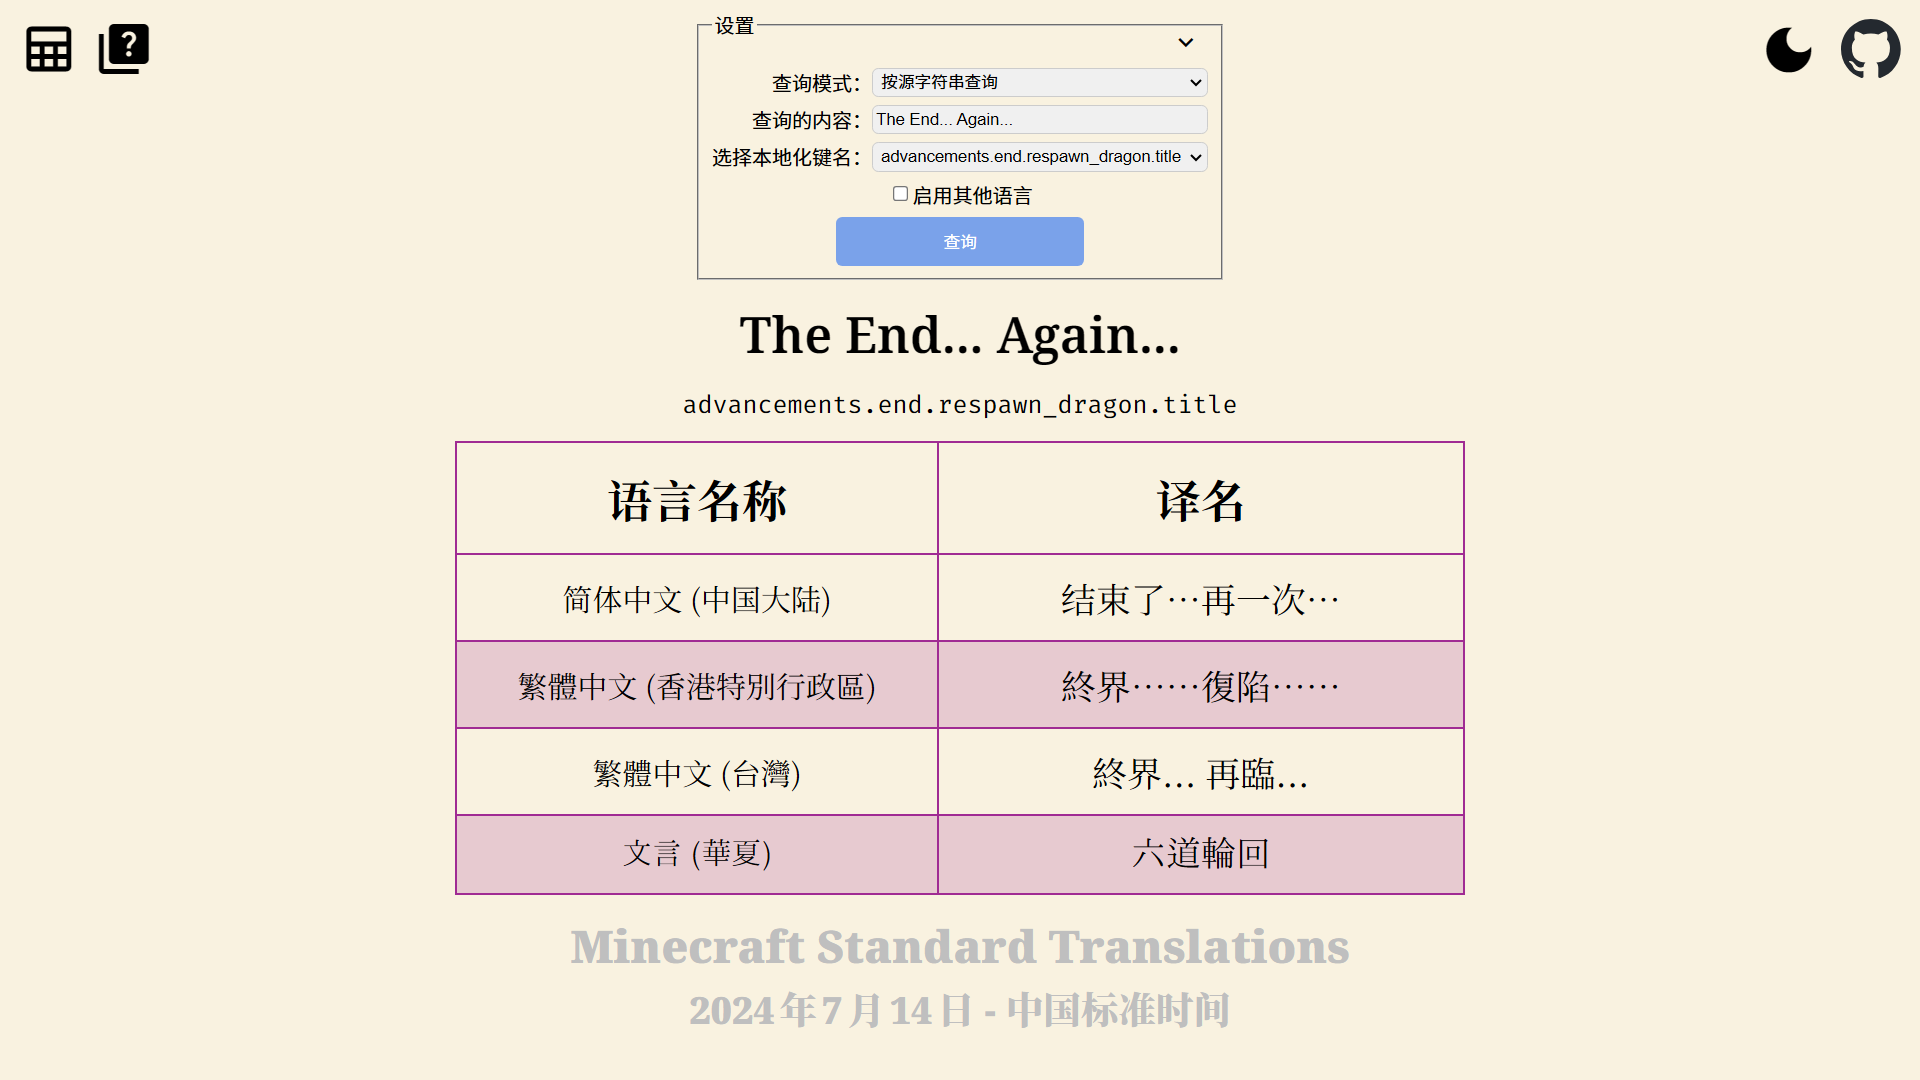 设置
查询模式： 按源字符串查询
查询的内容： The End... Again...
选择本地化键名： advancements.end.respawn_dragon.title
启用其他语言
查询
The End... Again...
advancements.end.respawn_dragon.title
语言名称 译名
简体中文 (中国大陆) 结束了…再一次…
繁體中文 (香港特別行政區) 終界……復陷……
繁體中文 (台灣) 終界... 再臨...
文言 (華夏) 六道輪回
Minecraft Standard Translations
2024年7月14日 - 中国标准时间